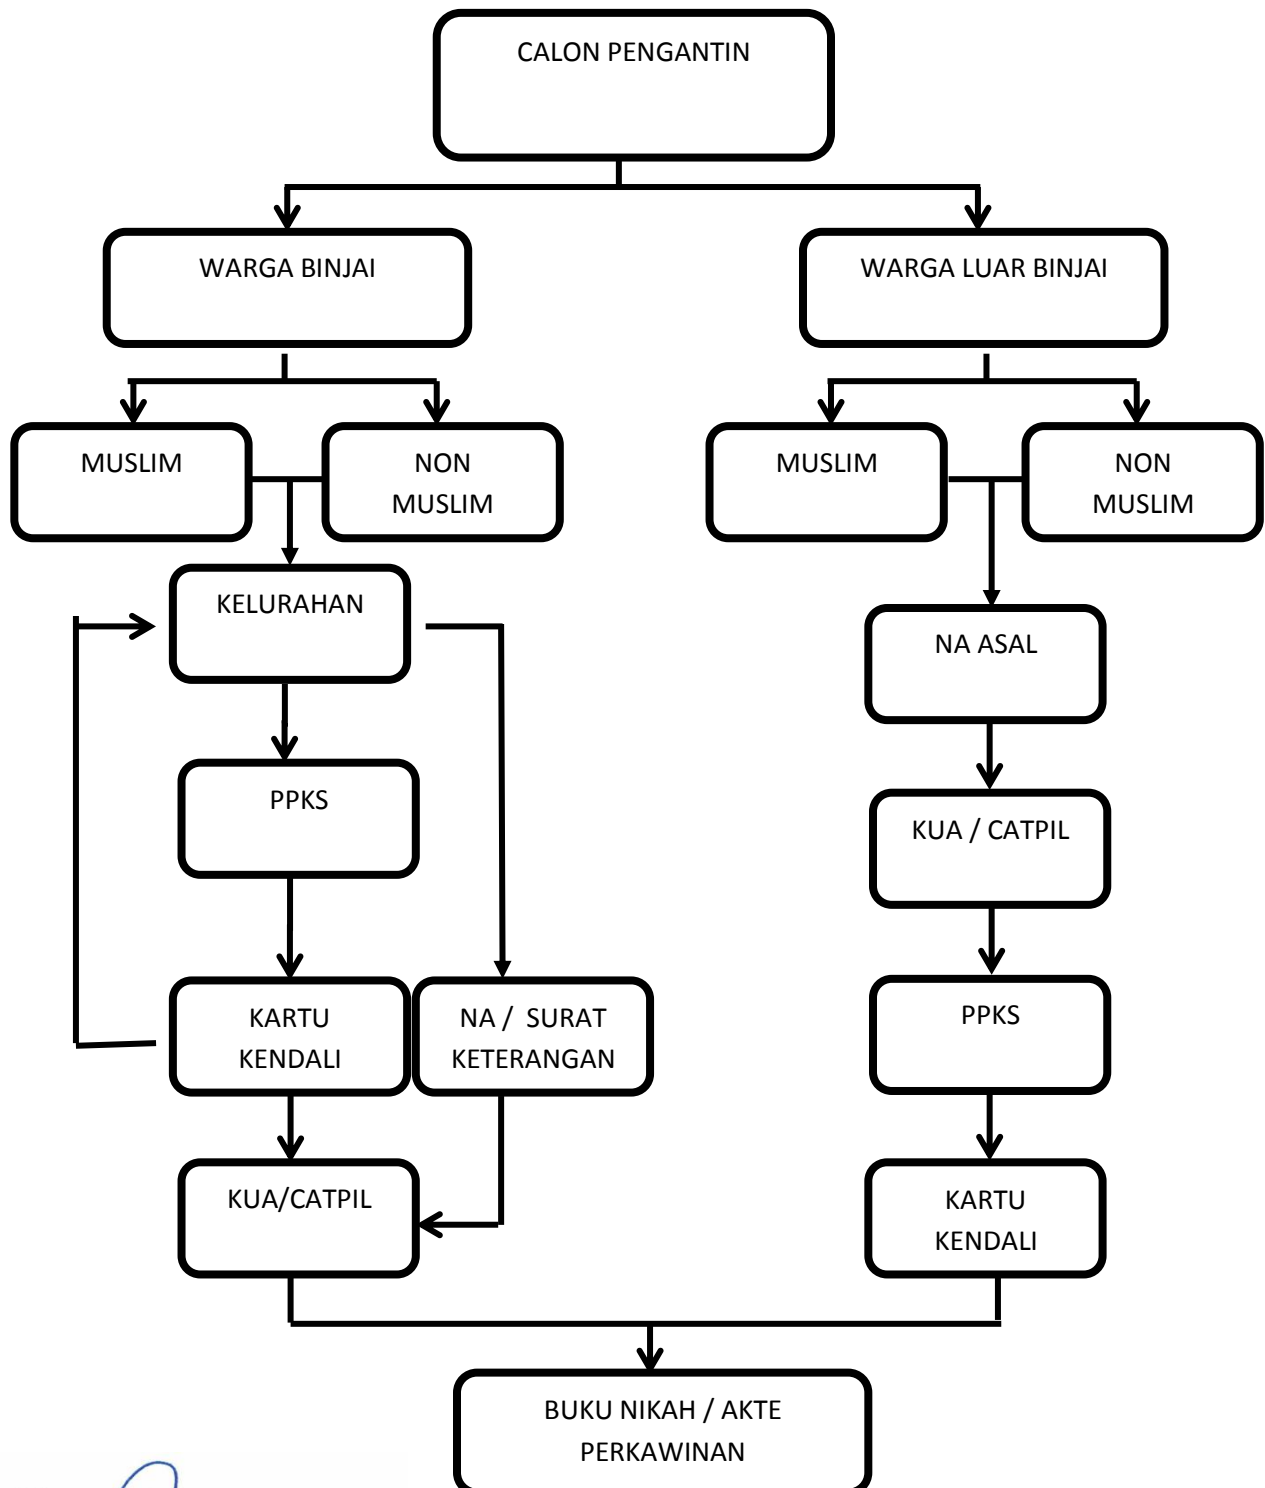 CALON PENGANTIN
WARGA BINJAI
WARGA LUAR BINJAI
MUSLIM
NON
MUSLIM
MUSLIM
NON
MUSLIM
KELURAHAN
NA ASAL
PPKS
KUA / CATPIL
KARTU
KENDALI
NA / SURAT
KETERANGAN
PPKS
KUA/CATPIL
KARTU
KENDALI
BUKU NIKAH / AKTE
PERKAWINAN